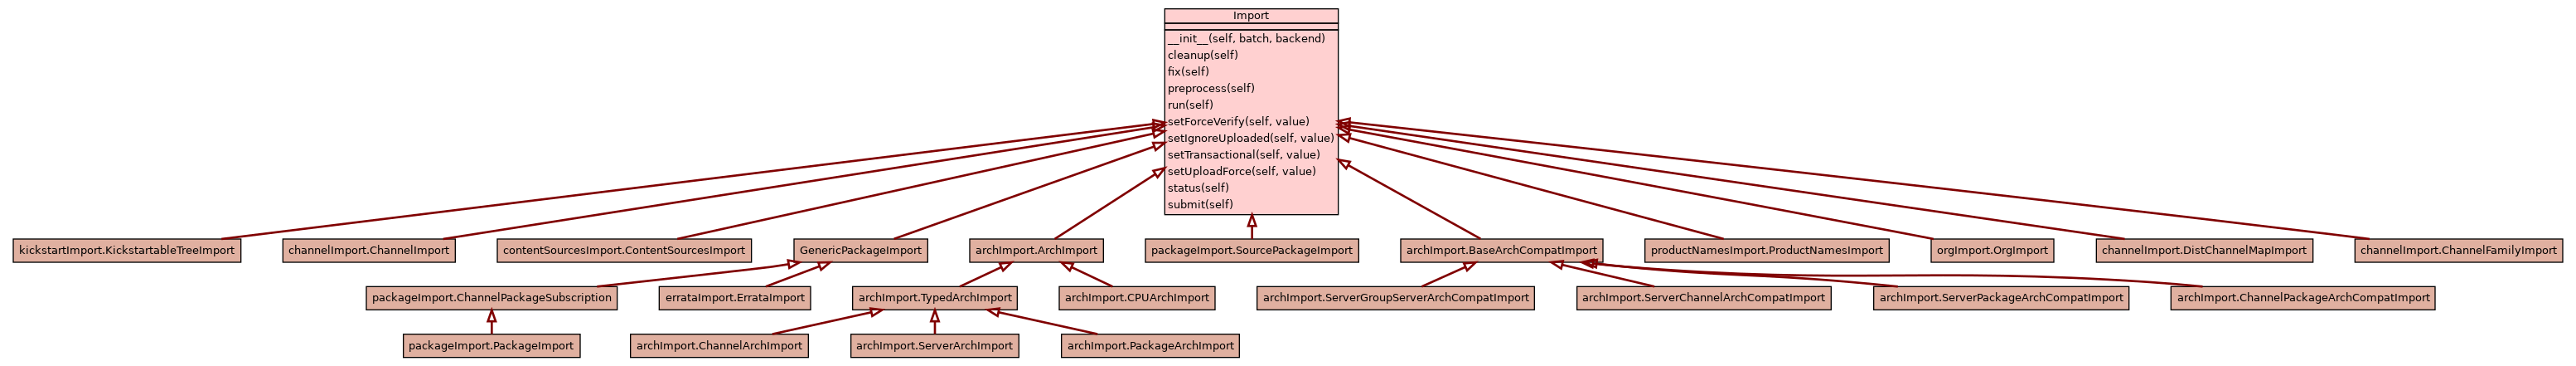 Import
__init__(self, batch, backend)
cleanup(self)
fix(self)
preprocess(self)
run(self)
setForceVerify(self, value)
setIgnoreUploaded(self, value)
setTransactional(self, value)
setUploadForce(self, value)
status(self)
submit(self)
kickstartImport.KickstartableTreeImport
channelImport.ChannelImport
contentSourcesImport.ContentSourcesImport
GenericPackageImport
archImport.ArchImport
packageImport.SourcePackageImport
archImport.BaseArchCompatImport
productNamesImport.ProductNamesImport
orgImport.OrgImport
channelImport.DistChannelMapImport
channelImport.ChannelFamilyImport
packageImport.ChannelPackageSubscription
errataImport.ErrataImport
archImport.TypedArchImport
archImport.CPUArchImport
archImport.ServerGroupServerArchCompatImport
archImport.ServerChannelArchCompatImport
archImport.ServerPackageArchCompatImport
archImport.ChannelPackageArchCompatImport
packageImport.PackageImport
archImport.ChannelArchImport
archImport.ServerArchImport
archImport.PackageArchImport